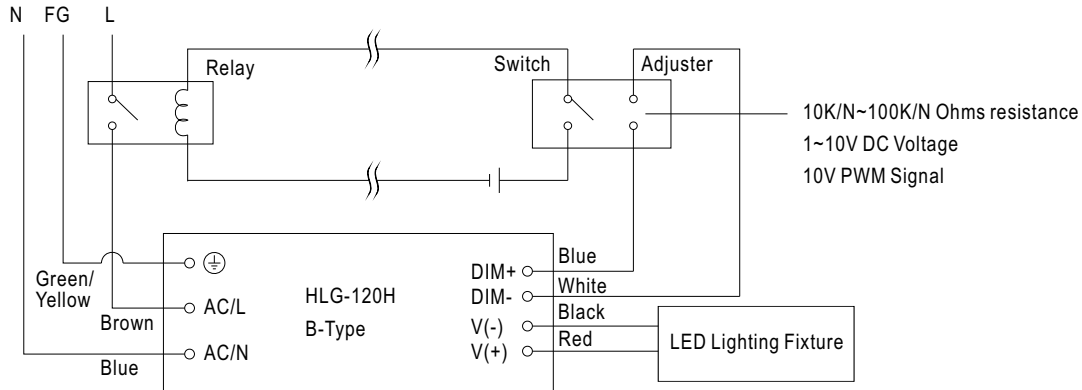 N FG L
Relay
Switch
Adjuster
10K/N~100K/N Ohms resistance
1~10V DC Voltage
10V PWM Signal
Green/
Yellow
Brown
Blue
AC/L
AC/N
HLG-120H
B-Type
DIM+
DIM-
V(-)
V(+)
Blue
White
Black
Red
LED Lighting Fixture